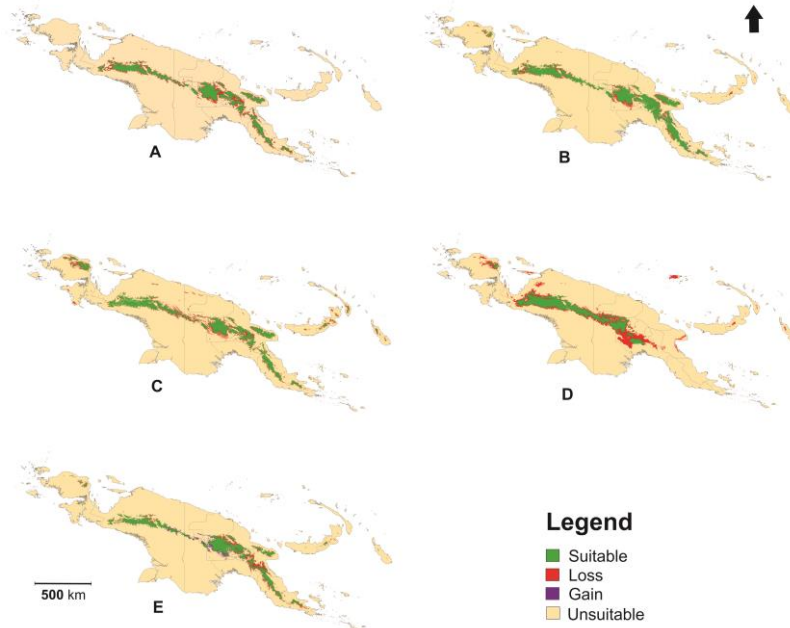 A
B
C
D
E
500 km
Legend
Suitable
Loss
Gain
Unsuitable